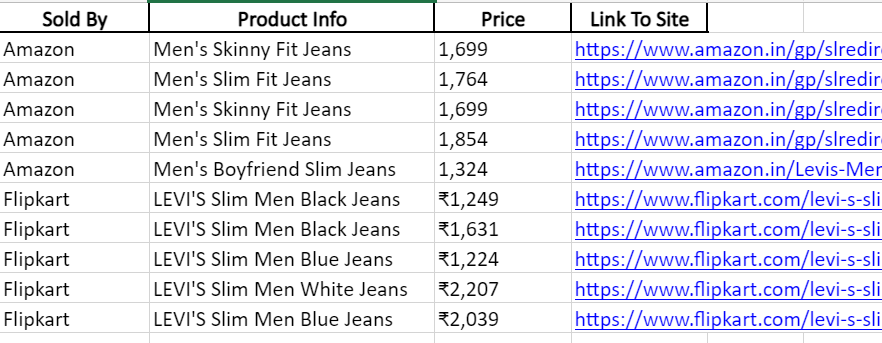 Sold By Product Info Price Link To Site
Amazon Men's Skinny Fit Jeans 1,699 https://www.amazon.in/gp/slredir
Amazon Men's Slim Fit Jeans 1,764 https://www.amazon.in/gp/slredir
Amazon Men's Skinny Fit Jeans 1,699 https://www.amazon.in/gp/slredir
Amazon Men's Slim Fit Jeans 1,854 https://www.amazon.in/gp/slredir
Amazon Men's Boyfriend Slim Jeans 1,324 https://www.amazon.in/Levis-Mer
Flipkart LEVI'S Slim Men Black Jeans ₹1,249 https://www.flipkart.com/levi-s-sli
Flipkart LEVI'S Slim Men Black Jeans ₹1,631 https://www.flipkart.com/levi-s-sli
Flipkart LEVI'S Slim Men Blue Jeans ₹1,224 https://www.flipkart.com/levi-s-sli
Flipkart LEVI'S Slim Men White Jeans ₹2,207 https://www.flipkart.com/levi-s-sli
Flipkart LEVI'S Slim Men Blue Jeans ₹2,039 https://www.flipkart.com/levi-s-sli